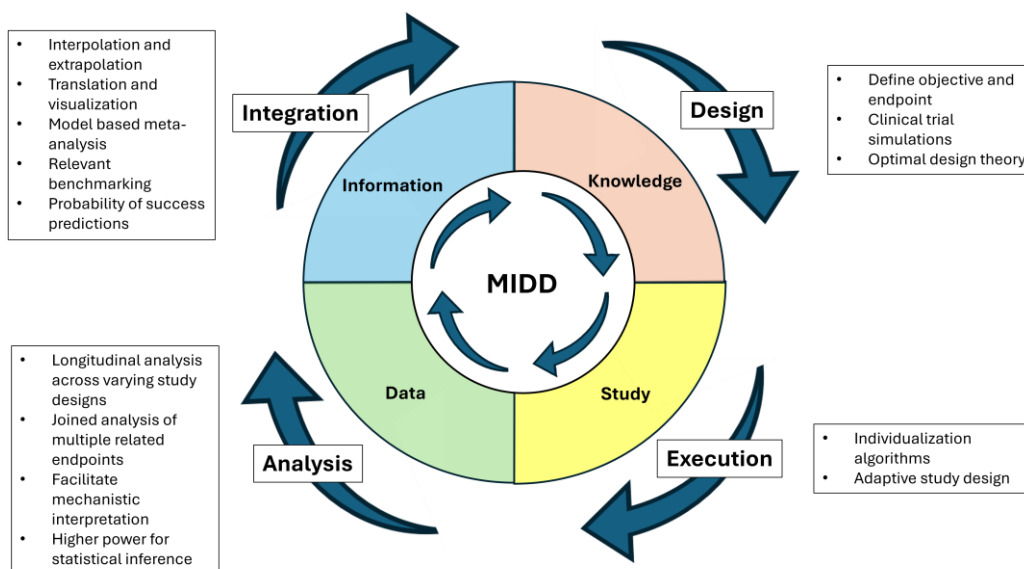 • Interpolation and
extrapolation
• Translation and
visualization
• Model based meta-
analysis
• Relevant
benchmarking
• Probability of success
predictions
Integration
Design
• Define objective and
endpoint
• Clinical trial
simulations
• Optimal design theory
Information
Knowledge
MIDD
Data
Study
• Longitudinal analysis
across varying study
designs
• Joined analysis of
multiple related
endpoints
• Facilitate
mechanistic
interpretation
• Higher power for
statistical inference
Analysis
Execution
• Individualization
algorithms
• Adaptive study design